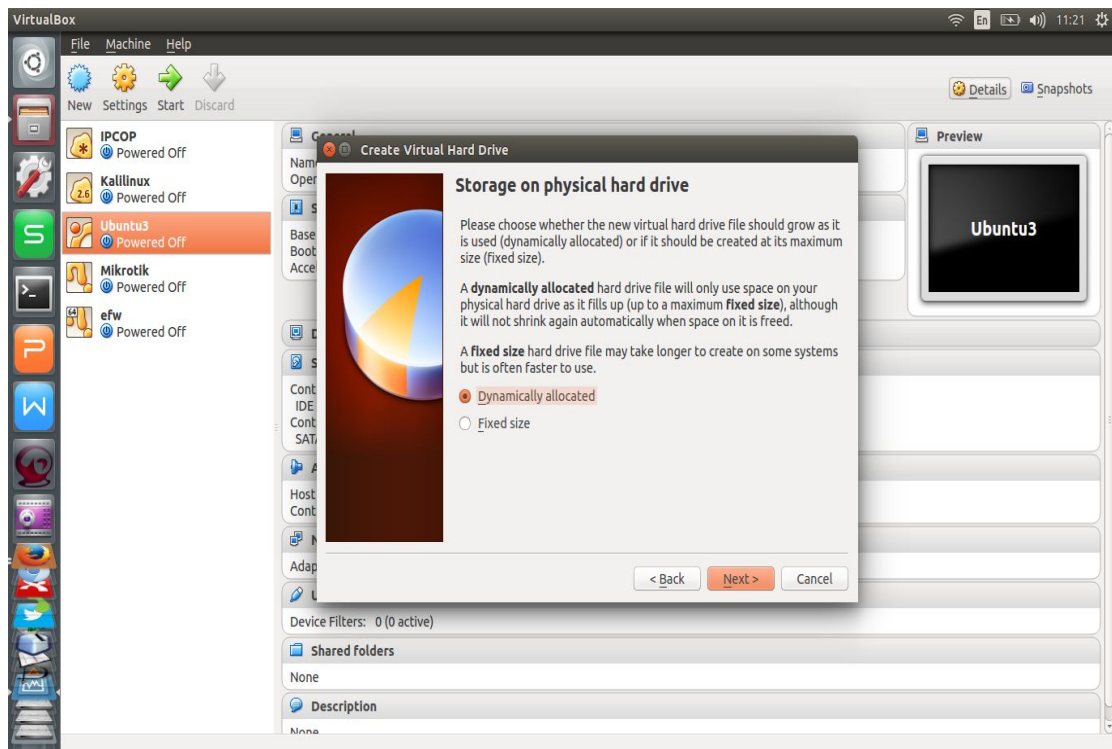 VirtualBox
En
11:21
File Machine Help
New Settings Start Discard
Details Snapshots
IPCOP
Powered Off
Kalilinux
2.6
Powered Off
Ubuntu3
Powered Off
Mikrotik
Powered Off
64
efw
Powered Off
Create Virtual Hard Drive
Storage on physical hard drive
Please choose whether the new virtual hard drive file should grow as it
is used (dynamically allocated) or if it should be created at its maximum
size (fixed size).
A dynamically allocated hard drive file will only use space on your
physical hard drive as it fills up (up to a maximum fixed size), although
it will not shrink again automatically when space on it is freed.
A fixed size hard drive file may take longer to create on some systems
but is often faster to use.
Dynamically allocated
Fixed size
< Back Next > Cancel
Base
Boot
Cont
IDE
Cont
SATA
Host
Cont
Adap
Device Filters: 0 (0 active)
Shared folders
None
Description
None
Preview
Ubuntu3